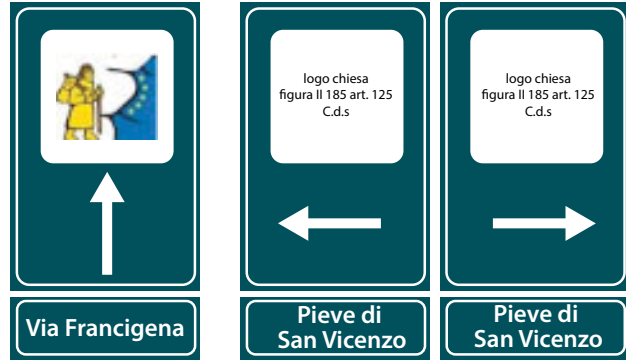 logo chiesa
figura II 185 art. 125
C.d.s
logo chiesa
figura II 185 art. 125
C.d.s
Via Francigena
Pieve di
San Vicenzo
Pieve di
San Vicenzo